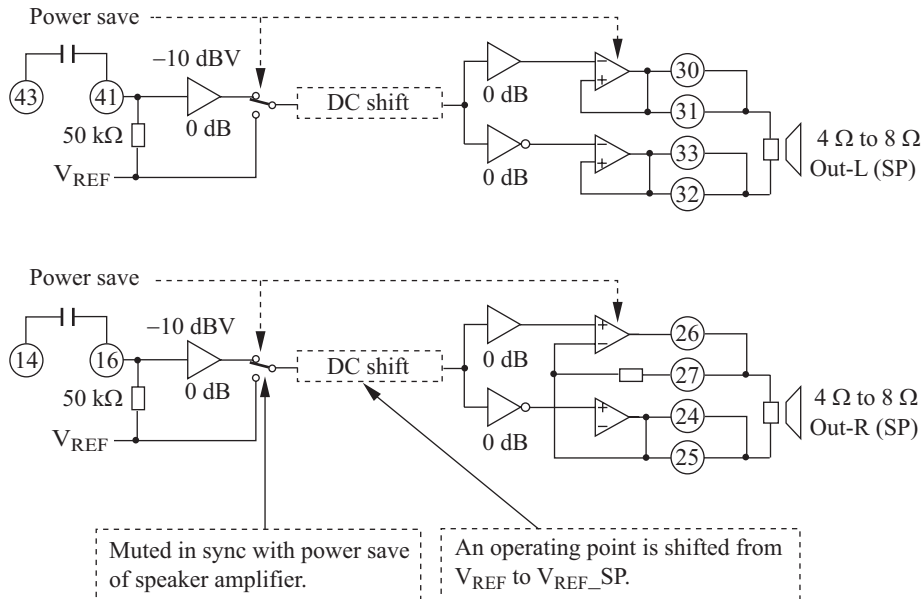 Power save
−10 dBV
43
41
50 kΩ
0 dB
V_REF
DC shift
0 dB
0 dB
−
+
−
+
30
31
33
32
4 Ω to 8 Ω
Out-L (SP)
Power save
−10 dBV
14
16
50 kΩ
0 dB
V_REF
DC shift
0 dB
0 dB
+
−
+
−
26
27
24
25
4 Ω to 8 Ω
Out-R (SP)
Muted in sync with power save
of speaker amplifier.
An operating point is shifted from
V_REF to V_REF_SP.